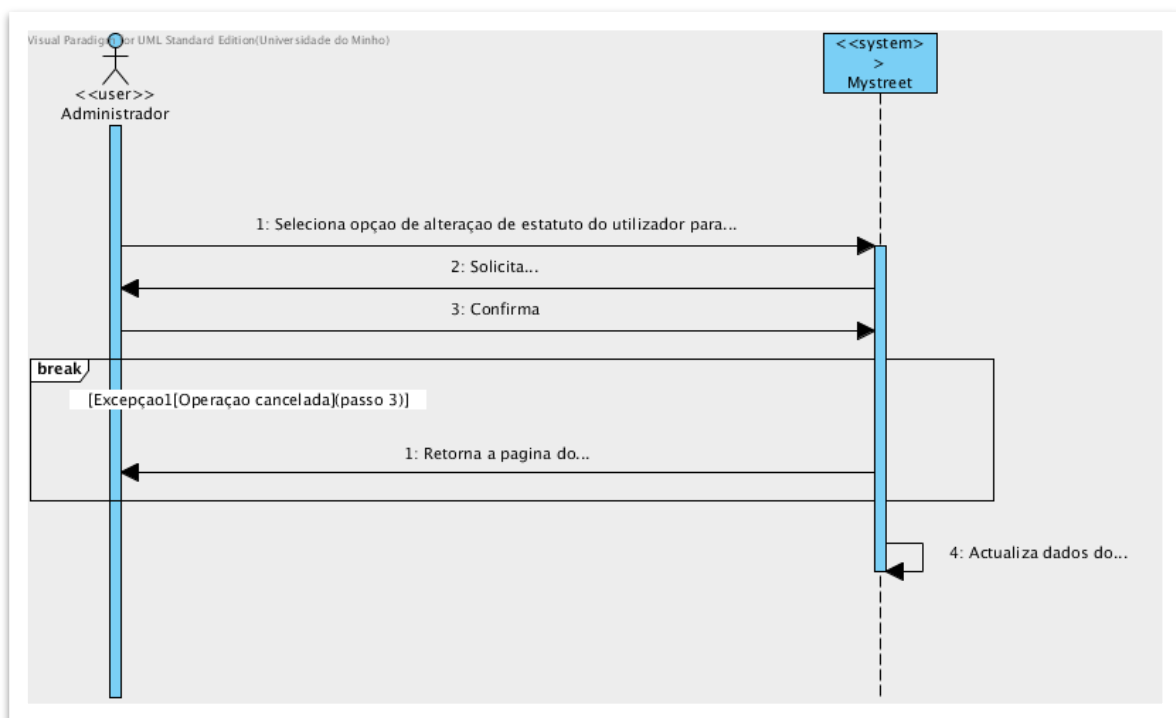 Visual Paradigm for UML Standard Edition(Universidade do Minho)
<<system>
>
Mystreet
<<user>>
Administrador
1: Seleciona opçao de alteraçao de estatuto do utilizador para...
2: Solicita...
3: Confirma
break
[Excepçao1[Operaçao cancelada](passo 3)]
1: Retorna a pagina do...
4: Actualiza dados do...